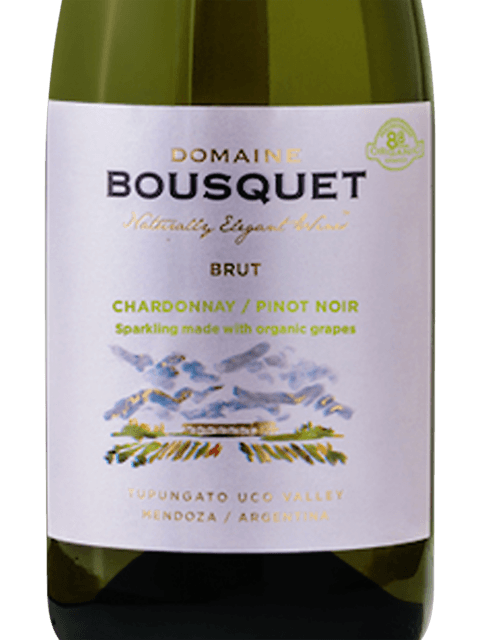 DOMAINE
BOUSQUET
Naturally Elegant Wines
BRUT
CHARDONNAY / PINOT NOIR
Sparkling made with organic grapes
TUPUNGATO UCO VALLEY
MENDOZA / ARGENTINA